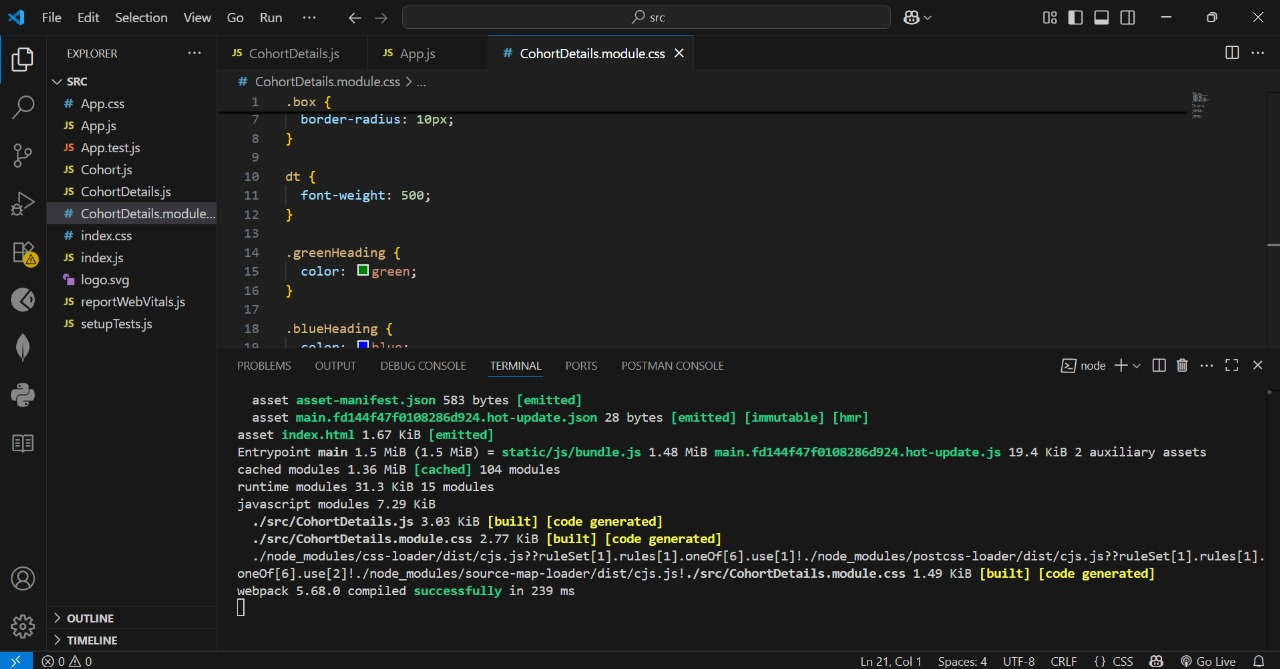 File Edit Selection View Go Run ··· src
EXPLORER ···
SRC
# App.css
JS App.js
JS App.test.js
JS Cohort.js
JS CohortDetails.js
# CohortDetails.module...
# index.css
JS index.js
logo.svg
JS reportWebVitals.js
JS setupTests.js
OUTLINE
TIMELINE
JS CohortDetails.js JS App.js # CohortDetails.module.css
# CohortDetails.module.css > ...
1 .box {
7 border-radius: 10px;
8 }
9
10 dt {
11 font-weight: 500;
12 }
13
14 .greenHeading {
15 color: green;
16 }
17
18 .blueHeading {
19 color: blue;
PROBLEMS OUTPUT DEBUG CONSOLE TERMINAL PORTS POSTMAN CONSOLE node
asset asset-manifest.json 583 bytes [emitted]
asset main.fd144f47f0108286d924.hot-update.json 28 bytes [emitted] [immutable] [hmr]
asset index.html 1.67 KiB [emitted]
Entrypoint main 1.5 MiB (1.5 MiB) = static/js/bundle.js 1.48 MiB main.fd144f47f0108286d924.hot-update.js 19.4 KiB 2 auxiliary assets
cached modules 1.36 MiB [cached] 104 modules
runtime modules 31.3 KiB 15 modules
javascript modules 7.29 KiB
./src/CohortDetails.js 3.03 KiB [built] [code generated]
./src/CohortDetails.module.css 2.77 KiB [built] [code generated]
./node_modules/css-loader/dist/cjs.js??ruleSet[1].rules[1].oneOf[6].use[1]!./node_modules/postcss-loader/dist/cjs.js??ruleSet[1].rules[1].
oneOf[6].use[2]!./node_modules/source-map-loader/dist/cjs.js!./src/CohortDetails.module.css 1.49 KiB [built] [code generated]
webpack 5.68.0 compiled successfully in 239 ms
0 0 Ln 21, Col 1 Spaces: 4 UTF-8 CRLF {} CSS Go Live